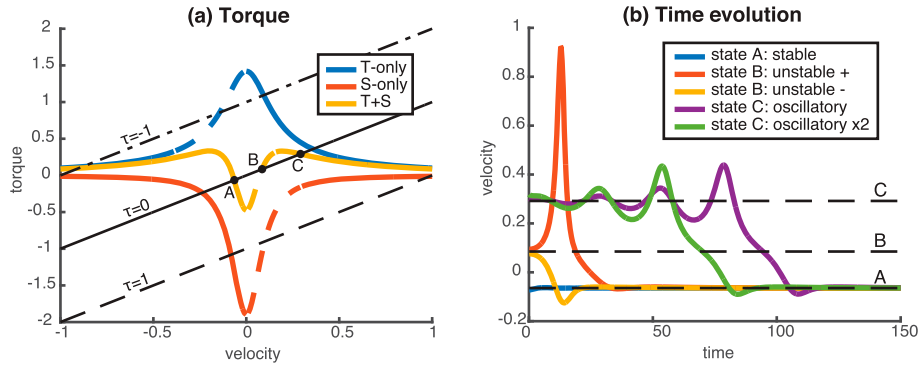 (a) Torque
2
1.5
1
0.5
0
-0.5
-1
-1.5
-2
torque
-1
-0.5
0
0.5
1
velocity
T-only
S-only
T+S
τ=-1
τ=0
τ=1
A
B
C
(b) Time evolution
1
0.8
0.6
0.4
0.2
0
-0.2
velocity
0
50
100
150
time
state A: stable
state B: unstable +
state B: unstable -
state C: oscillatory
state C: oscillatory x2
C
B
A